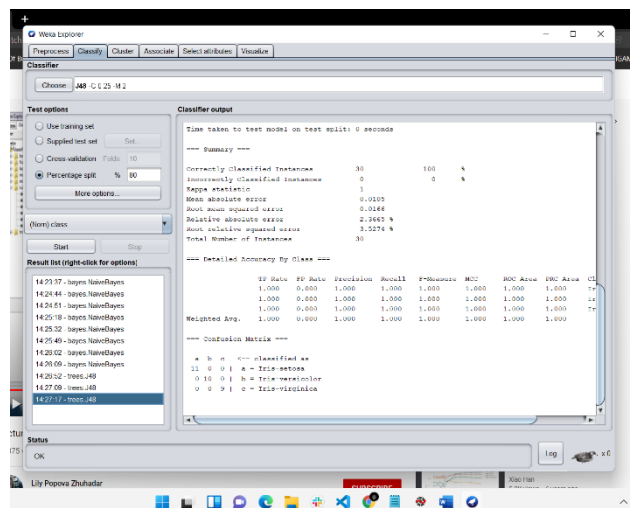 Weka Explorer
Preprocess Classify Cluster Associate Select attributes Visualize
Classifier
Choose J48 -C 0.25 -M 2
Test options
Use training set
Supplied test set Set...
Cross-validation Folds 10
Percentage split % 80
More options...
(Nom) class
Start Stop
Result list (right-click for options)
14:23:37 - bayes.NaiveBayes
14:24:44 - bayes.NaiveBayes
14:24:51 - bayes.NaiveBayes
14:25:18 - bayes.NaiveBayes
14:25:32 - bayes.NaiveBayes
14:25:49 - bayes.NaiveBayes
14:26:02 - bayes.NaiveBayes
14:26:09 - bayes.NaiveBayes
14:26:52 - trees.J48
14:27:09 - trees.J48
14:27:17 - trees.J48
Classifier output
Time taken to test model on test split: 0 seconds
=== Summary ===
Correctly Classified Instances 30 100 %
Incorrectly Classified Instances 0 0 %
Kappa statistic 1
Mean absolute error 0.0105
Root mean squared error 0.0166
Relative absolute error 2.3665 %
Root relative squared error 3.5274 %
Total Number of Instances 30
=== Detailed Accuracy By Class ===
TP Rate FP Rate Precision Recall F-Measure MCC ROC Area PRC Area Cl
1.000 0.000 1.000 1.000 1.000 1.000 1.000 1.000 Ir
1.000 0.000 1.000 1.000 1.000 1.000 1.000 1.000 Ir
1.000 0.000 1.000 1.000 1.000 1.000 1.000 1.000 Ir
Weighted Avg. 1.000 0.000 1.000 1.000 1.000 1.000 1.000 1.000
=== Confusion Matrix ===
a b c <-- classified as
11 0 0 | a = Iris-setosa
0 10 0 | b = Iris-versicolor
0 0 9 | c = Iris-virginica
Status
OK
Log x 0
Lily Popova Zhuhadar